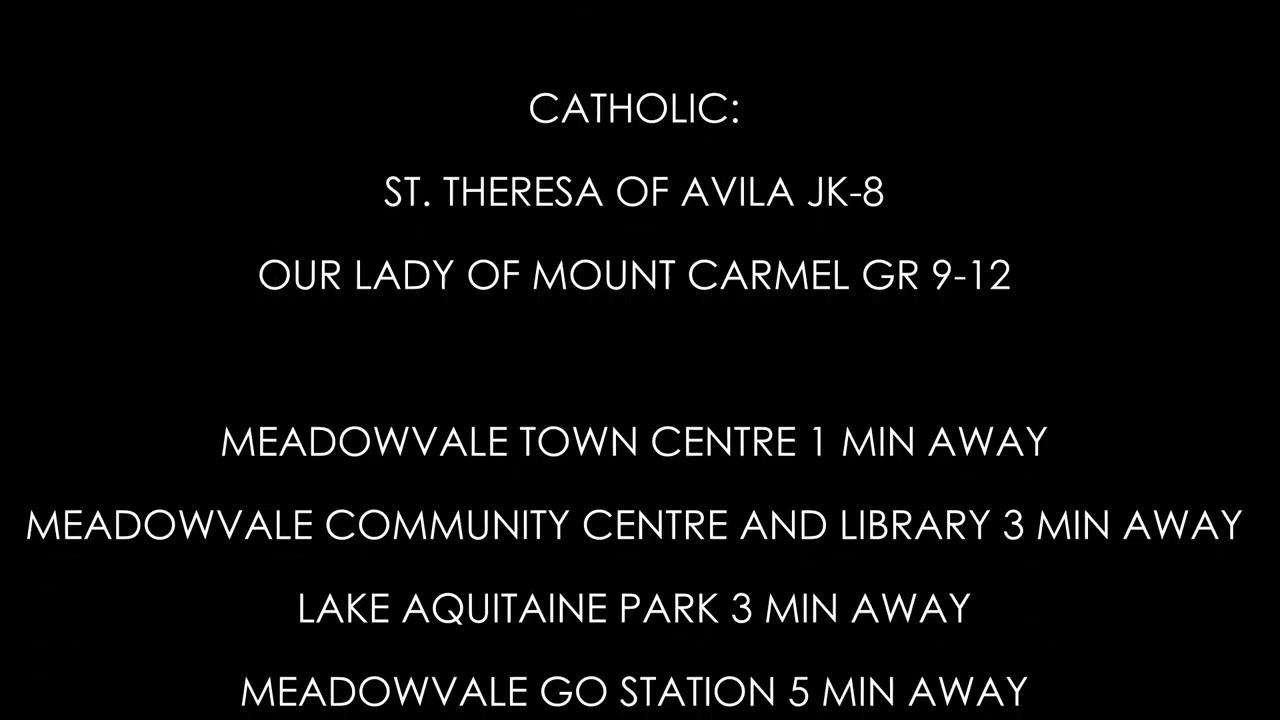 CATHOLIC:
ST. THERESA OF AVILA JK-8
OUR LADY OF MOUNT CARMEL GR 9-12
MEADOWVALE TOWN CENTRE 1 MIN AWAY
MEADOWVALE COMMUNITY CENTRE AND LIBRARY 3 MIN AWAY
LAKE AQUITAINE PARK 3 MIN AWAY
MEADOWVALE GO STATION 5 MIN AWAY